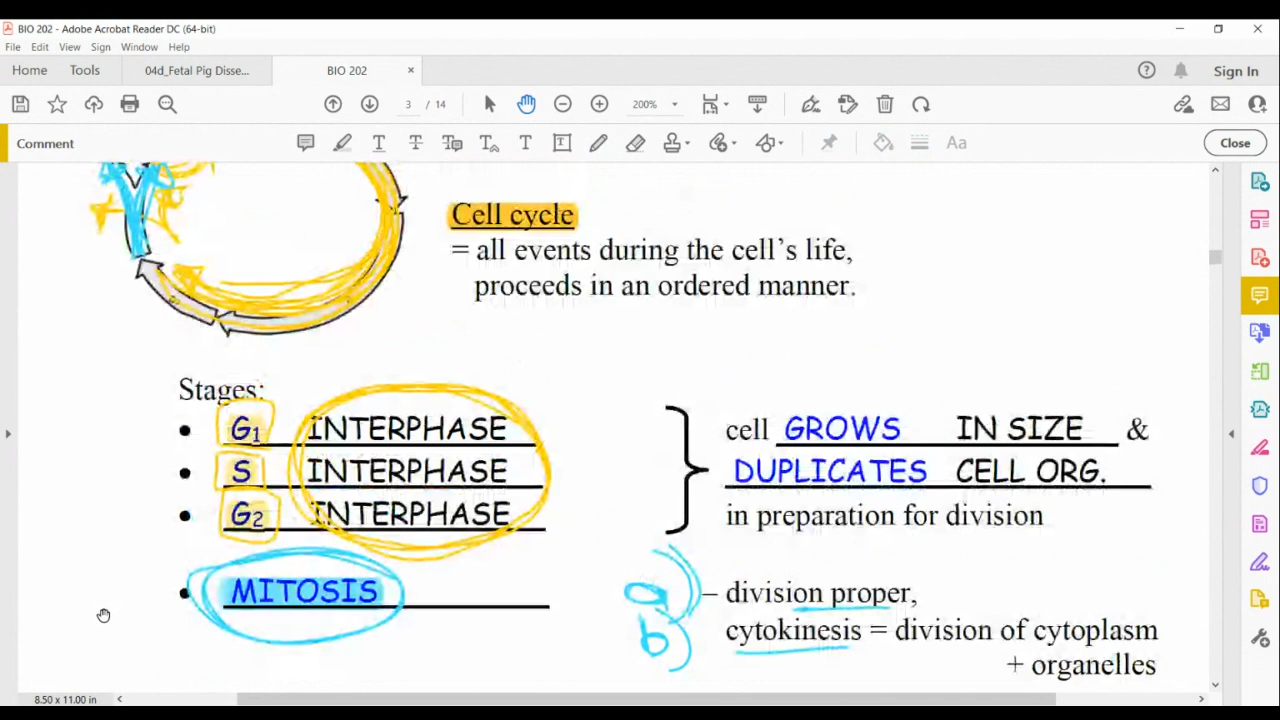 BIO 202 - Adobe Acrobat Reader DC (64-bit)
File Edit View Sign Window Help
Home Tools 04d_Fetal Pig Disse... BIO 202 × Sign In
3 / 14 200%
Comment Close
Cell cycle
= all events during the cell's life,
proceeds in an ordered manner.
Stages:
• G1 INTERPHASE cell GROWS IN SIZE &
• S INTERPHASE DUPLICATES CELL ORG.
• G2 INTERPHASE in preparation for division
• MITOSIS a) – division proper,
b) cytokinesis = division of cytoplasm
+ organelles
8.50 x 11.00 in